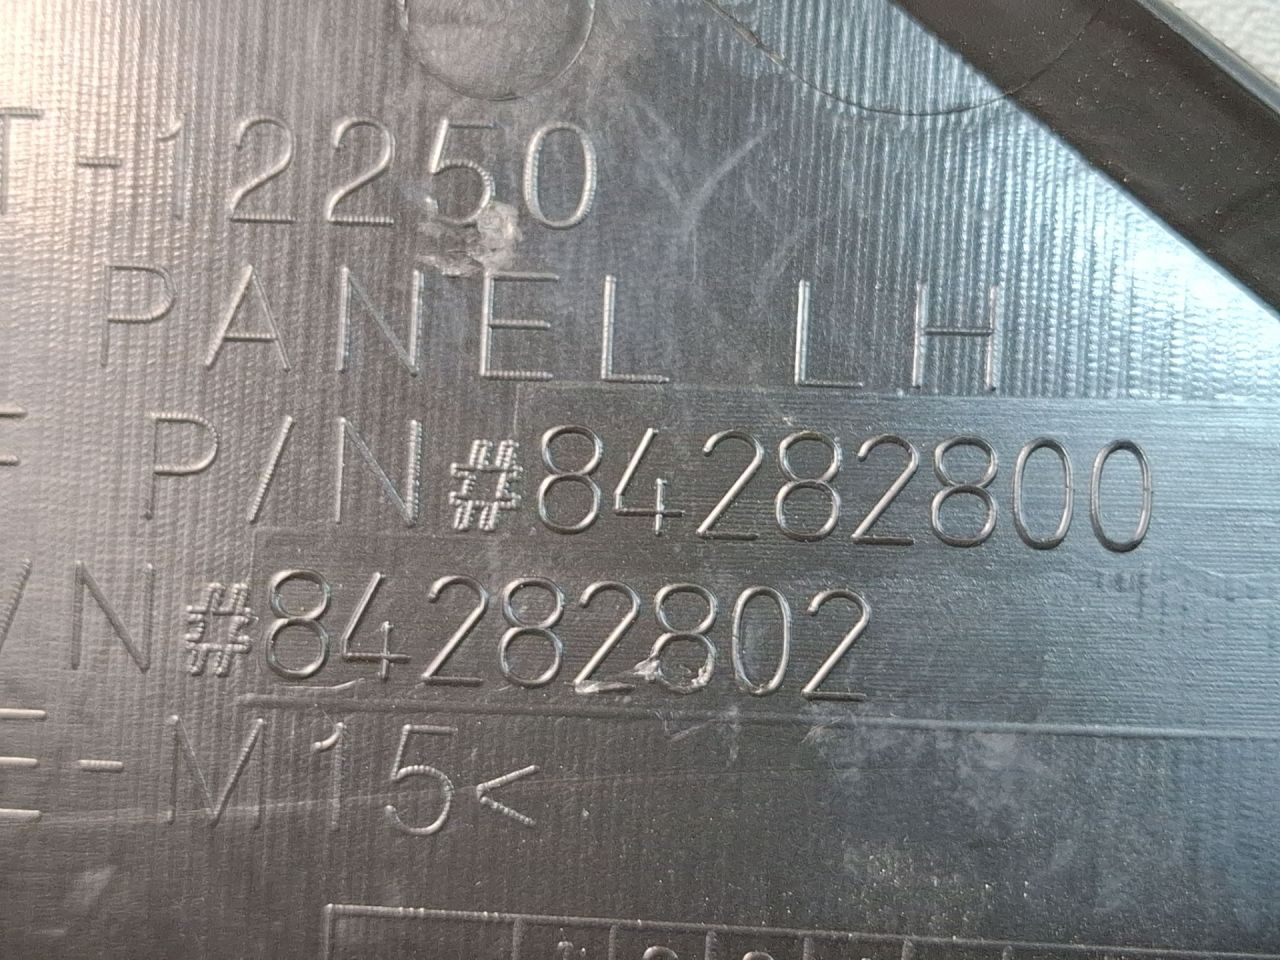 T-12250
PANEL LH
F P/N#84282800
/N#84282802
E-M15<